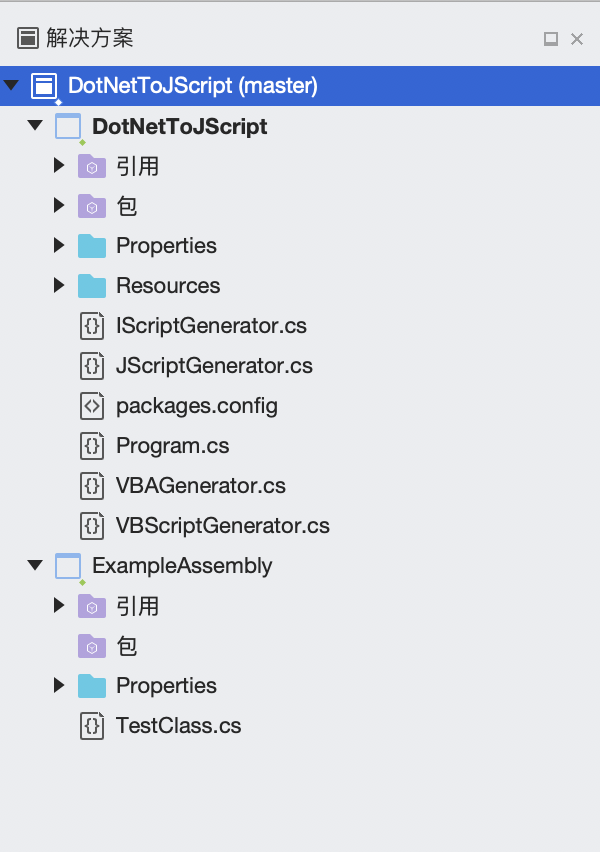 解决方案
DotNetToJScript (master)
DotNetToJScript
引用
包
Properties
Resources
IScriptGenerator.cs
JScriptGenerator.cs
packages.config
Program.cs
VBAGenerator.cs
VBScriptGenerator.cs
ExampleAssembly
引用
包
Properties
TestClass.cs